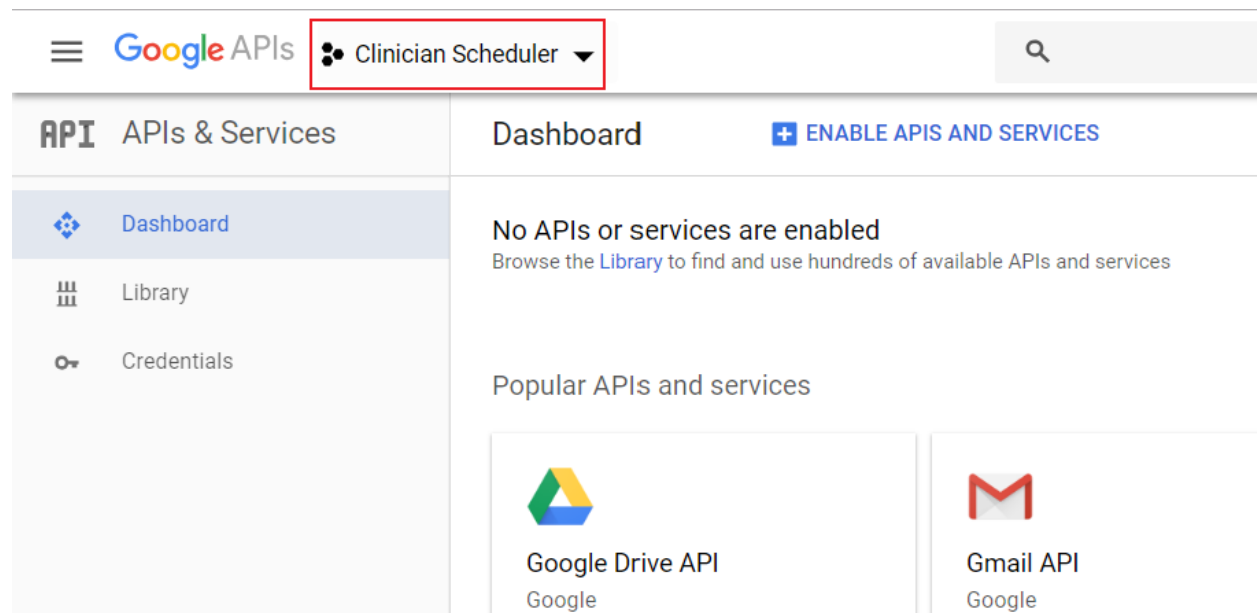 Google APIs Clinician Scheduler
API APIs & Services
Dashboard ENABLE APIS AND SERVICES
Dashboard
Library
Credentials
No APIs or services are enabled
Browse the Library to find and use hundreds of available APIs and services
Popular APIs and services
Google Drive API
Google
Gmail API
Google